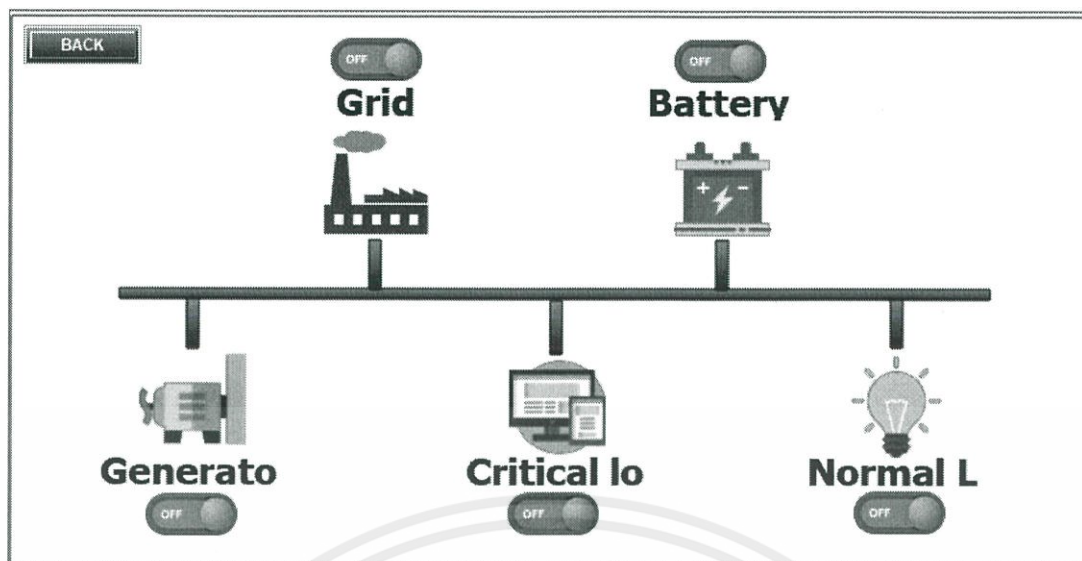 BACK
OFF
OFF
Grid
Battery
+ -
Generato
Critical lo
Normal L
OFF
OFF
OFF